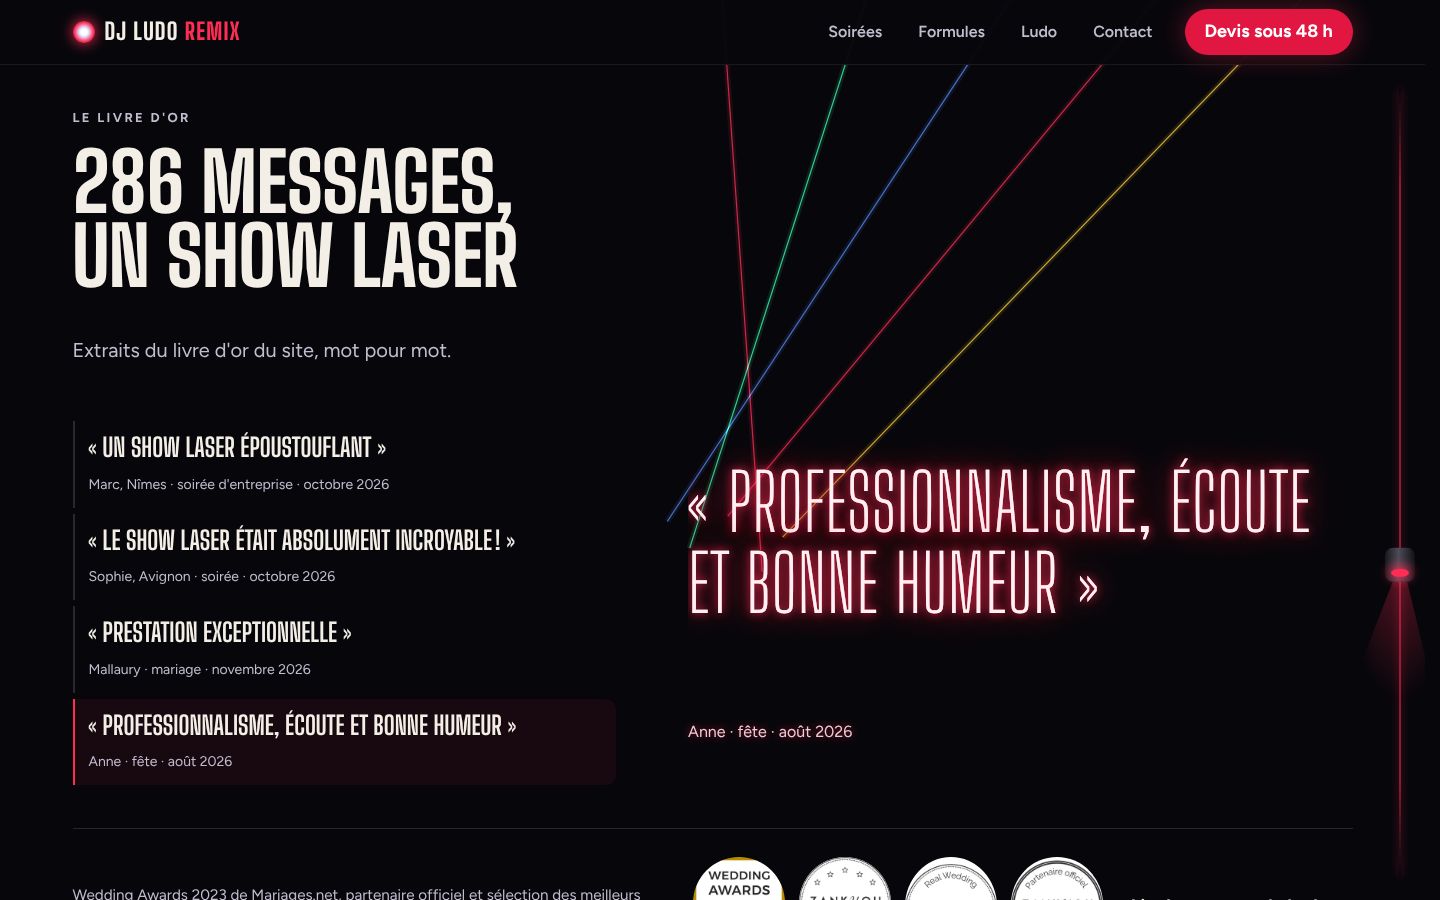 DJ LUDO REMIX
Soirées
Formules
Ludo
Contact
Devis sous 48 h
LE LIVRE D'OR
286 MESSAGES,
UN SHOW LASER
Extraits du livre d'or du site, mot pour mot.
« UN SHOW LASER ÉPOUSTOUFLANT »
Marc, Nîmes · soirée d'entreprise · octobre 2026
« LE SHOW LASER ÉTAIT ABSOLUMENT INCROYABLE ! »
Sophie, Avignon · soirée · octobre 2026
« PRESTATION EXCEPTIONNELLE »
Mallaury · mariage · novembre 2026
« PROFESSIONNALISME, ÉCOUTE ET BONNE HUMEUR »
Anne · fête · août 2026
« PROFESSIONNALISME, ÉCOUTE
ET BONNE HUMEUR »
Anne · fête · août 2026
Wedding Awards 2023 de Mariages.net, partenaire officiel et sélection des meilleurs
WEDDING
AWARDS
Real Wedding
Partenaire officiel